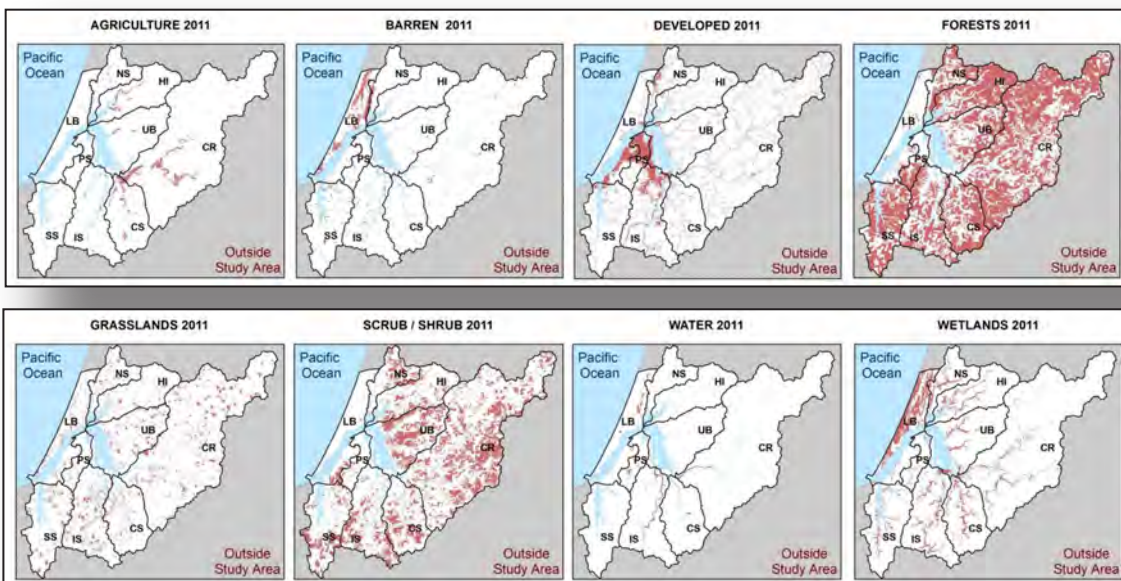 AGRICULTURE 2011
Pacific
Ocean
NS
HI
LB
UB
CR
PS
SS
IS
CS
Outside
Study Area
BARREN 2011
Pacific
Ocean
NS
HI
LB
UB
CR
PS
SS
IS
CS
Outside
Study Area
DEVELOPED 2011
Pacific
Ocean
NS
HI
LB
UB
CR
PS
SS
IS
CS
Outside
Study Area
FORESTS 2011
Pacific
Ocean
NS
HI
LB
UB
CR
PS
SS
IS
CS
Outside
Study Area
GRASSLANDS 2011
Pacific
Ocean
NS
HI
LB
UB
CR
PS
SS
IS
CS
Outside
Study Area
SCRUB / SHRUB 2011
Pacific
Ocean
NS
HI
LB
UB
CR
PS
SS
IS
CS
Outside
Study Area
WATER 2011
Pacific
Ocean
NS
HI
LB
UB
CR
PS
SS
IS
CS
Outside
Study Area
WETLANDS 2011
Pacific
Ocean
NS
HI
LB
UB
CR
PS
SS
IS
CS
Outside
Study Area